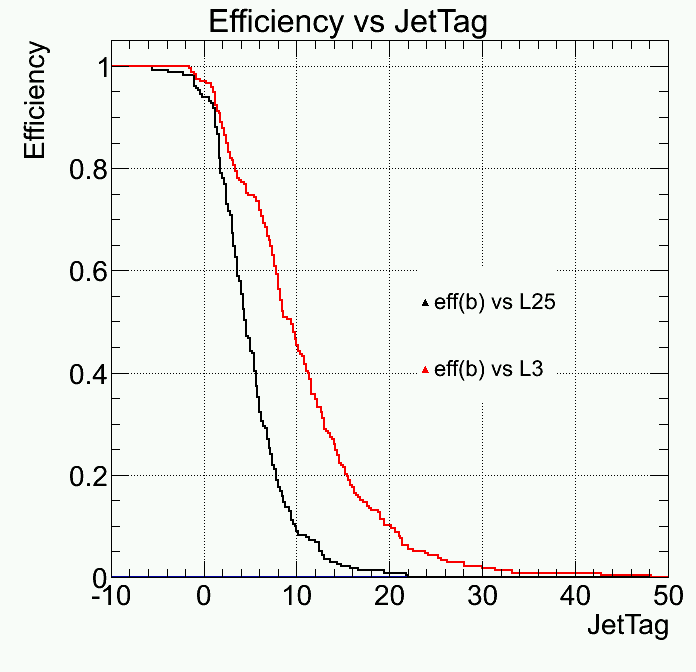 Efficiency vs JetTag
Efficiency
1
0.8
0.6
eff(b) vs L25
eff(b) vs L3
0.4
0.2
0
-10 0 10 20 30 40 50
JetTag